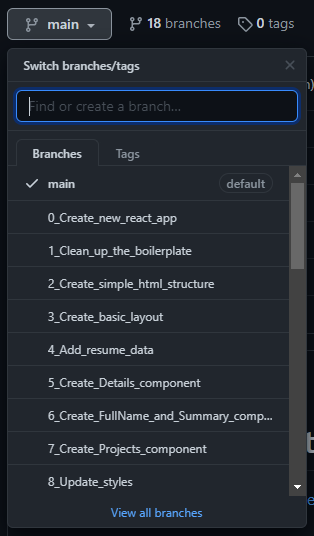 main 18 branches 0 tags
Switch branches/tags
Find or create a branch...
Branches Tags
main default
0_Create_new_react_app
1_Clean_up_the_boilerplate
2_Create_simple_html_structure
3_Create_basic_layout
4_Add_resume_data
5_Create_Details_component
6_Create_FullName_and_Summary_comp...
7_Create_Projects_component
8_Update_styles
View all branches